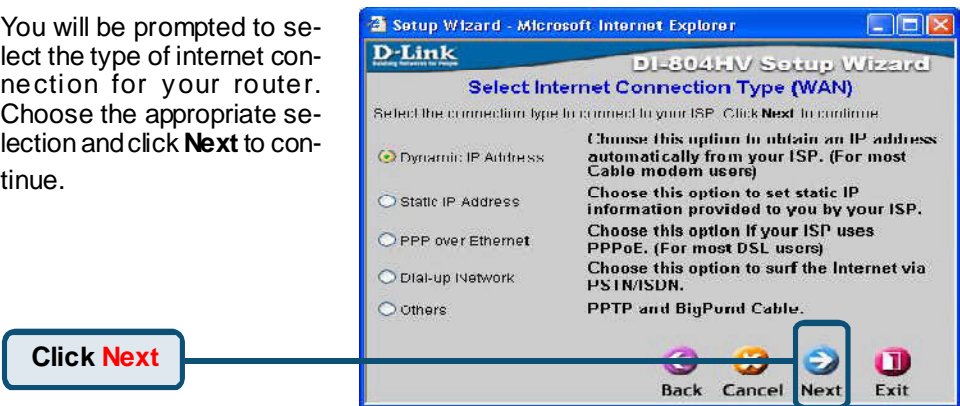 You will be prompted to se-
lect the type of internet con-
nection for your router.
Choose the appropriate se-
lection and click Next to con-
tinue.
Click Next
Setup Wizard - Microsoft Internet Explorer
D-Link
Building Networks for People
DI-804HV Setup Wizard
Select Internet Connection Type (WAN)
Select the connection type to connect to your ISP. Click Next to continue
Dynamic IP Address
Choose this option to obtain an IP address
automatically from your ISP. (For most
Cable modem users)
Static IP Address
Choose this option to set static IP
information provided to you by your ISP.
PPP over Ethernet
Choose this option if your ISP uses
PPPoE. (For most DSL users)
Dial-up Network
Choose this option to surf the Internet via
PSTN/ISDN.
Others
PPTP and BigPond Cable.
Back Cancel Next Exit